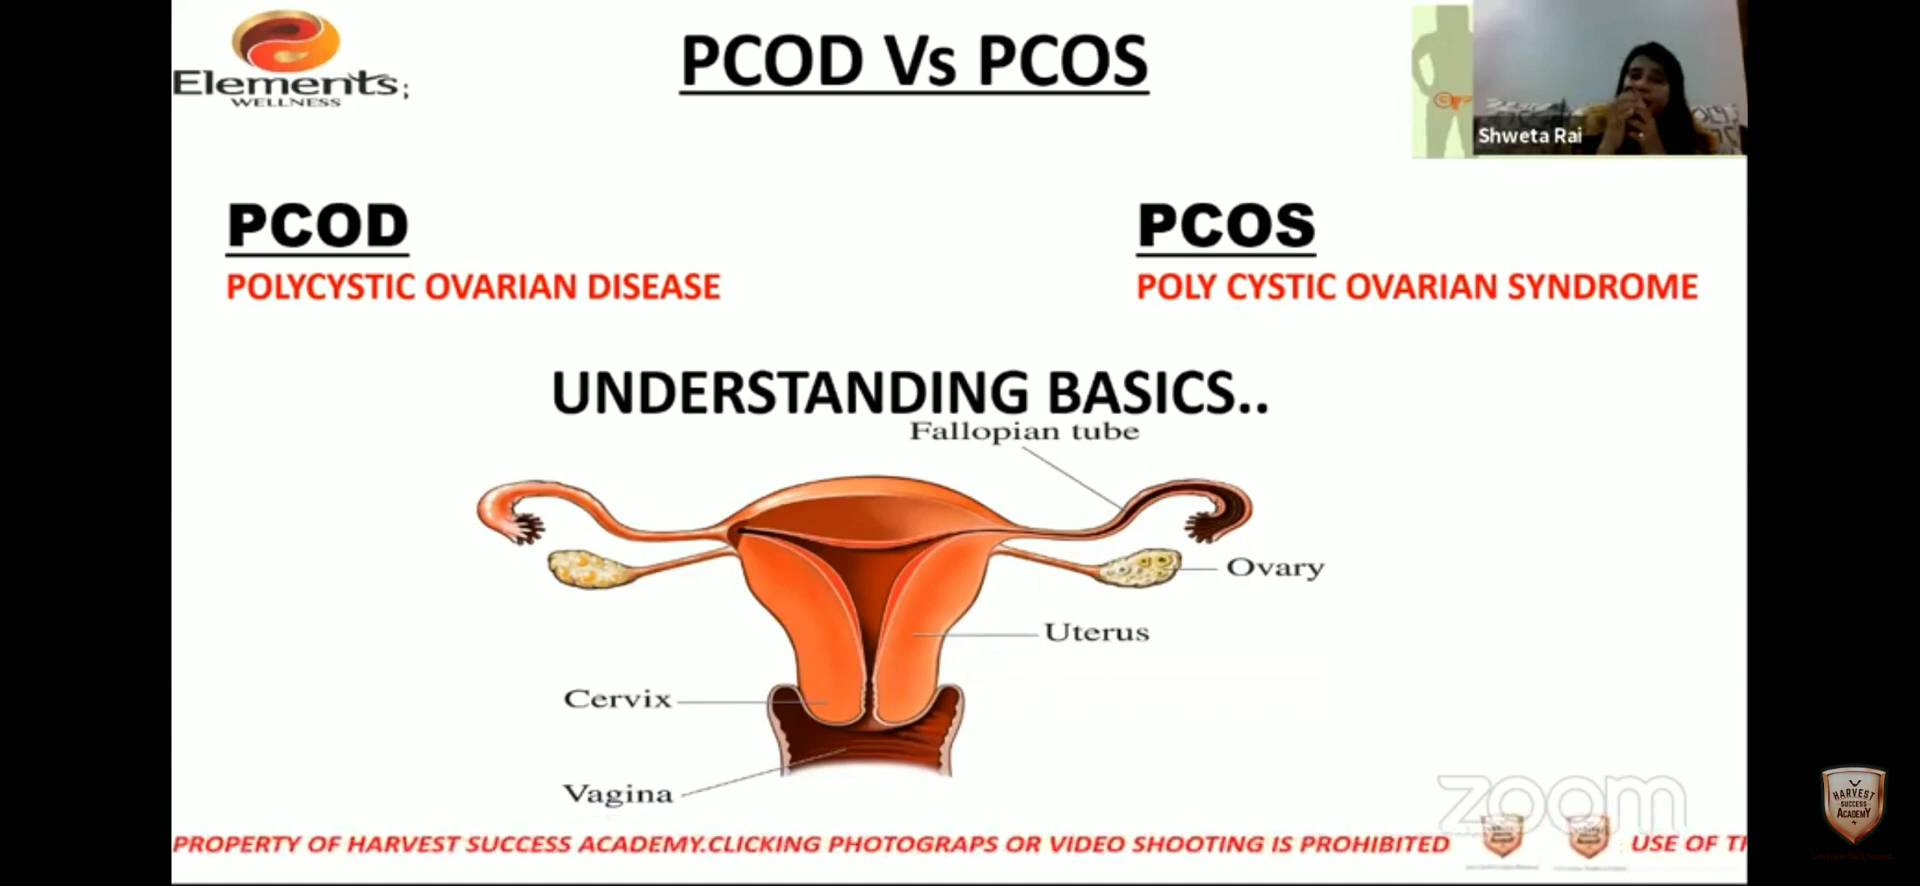 Elements
WELLNESS
PCOD Vs PCOS
Shweta Rai
PCOD
POLYCYSTIC OVARIAN DISEASE
PCOS
POLY CYSTIC OVARIAN SYNDROME
UNDERSTANDING BASICS..
Fallopian tube
Ovary
Uterus
Cervix
Vagina
zoom
HARVEST
SUCCESS
ACADEMY
PROPERTY OF HARVEST SUCCESS ACADEMY.CLICKING PHOTOGRAPS OR VIDEO SHOOTING IS PROHIBITED
USE OF